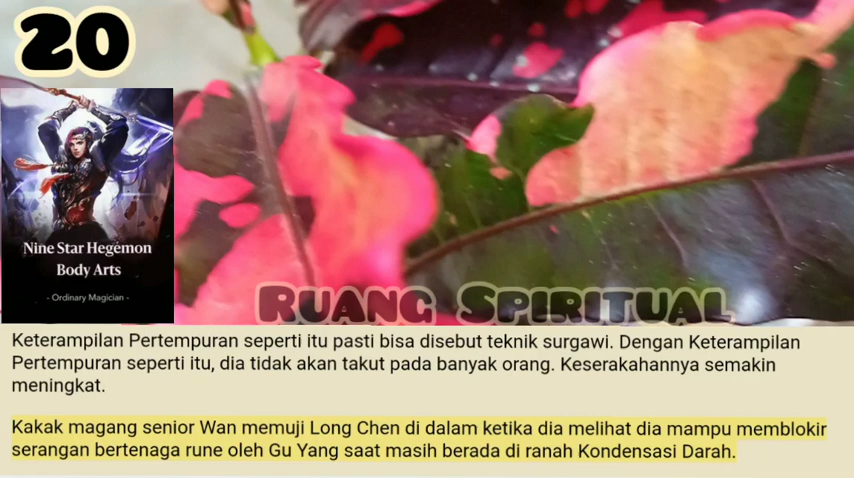 20
Nine Star Hegemon
Body Arts
- Ordinary Magician -
Ruang Spiritual
Keterampilan Pertempuran seperti itu pasti bisa disebut teknik surgawi. Dengan Keterampilan
Pertempuran seperti itu, dia tidak akan takut pada banyak orang. Keserakahannya semakin
meningkat.
Kakak magang senior Wan memuji Long Chen di dalam ketika dia melihat dia mampu memblokir
serangan bertenaga rune oleh Gu Yang saat masih berada di ranah Kondensasi Darah.